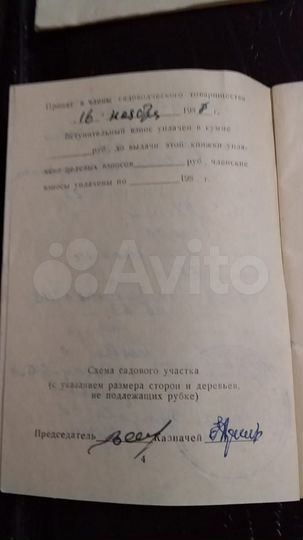 Принят в члены садоводческого товарищества
16 ноября 1988 г.
Вступительный взнос уплачен в сумме
руб., до выдачи этой книжки упла-
чено целевых взносов руб., членские
взносы уплачены по 198 г.
Avito
Схема садового участка
(с указанием размера сторон и деревьев,
не подлежащих рубке)
Председатель Казначей
4